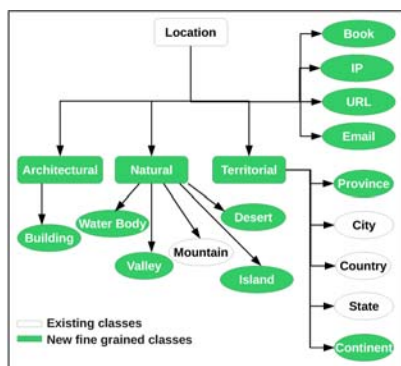 Location
Book
IP
URL
Email
Architectural
Natural
Territorial
Province
Building
Water Body
Valley
Mountain
Desert
Island
City
Country
State
Continent
Existing classes
New fine grained classes